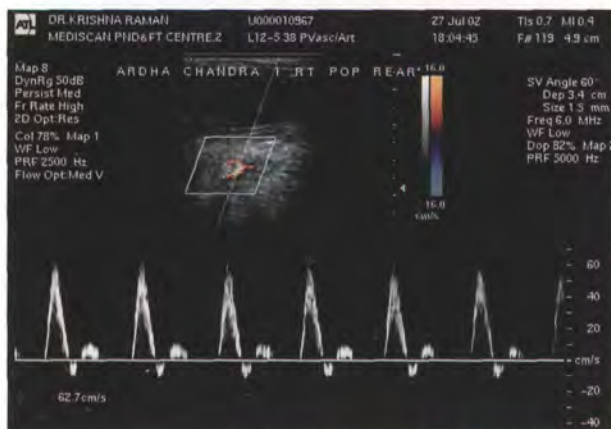 ATL
DR.KRISHNA RAMAN U000010967 27 Jul 02 TIs 0.7 MI 0.4
MEDISCAN PND&FT CENTRE.2 L12-5 38 PVasc/Art 18:04:45 F# 119 4.9 cm
Map 8
DynRg 50dB
Persist Med
Fr Rate High
2D Opt:Res
Col 78% Map 1
WF Low
PRF 2500 Hz
Flow Opt:Med V
ARDHA CHANDRA 1 RT POP REAR
16.0
16.0
cm/s
SV Angle 60°
Dep 3.4 cm
Size 1.5 mm
Freq 6.0 MHz
WF Low
Dop 82% Map 2
PRF 5000 Hz
60
40
20
cm/s
-20
-40
62.7cm/s